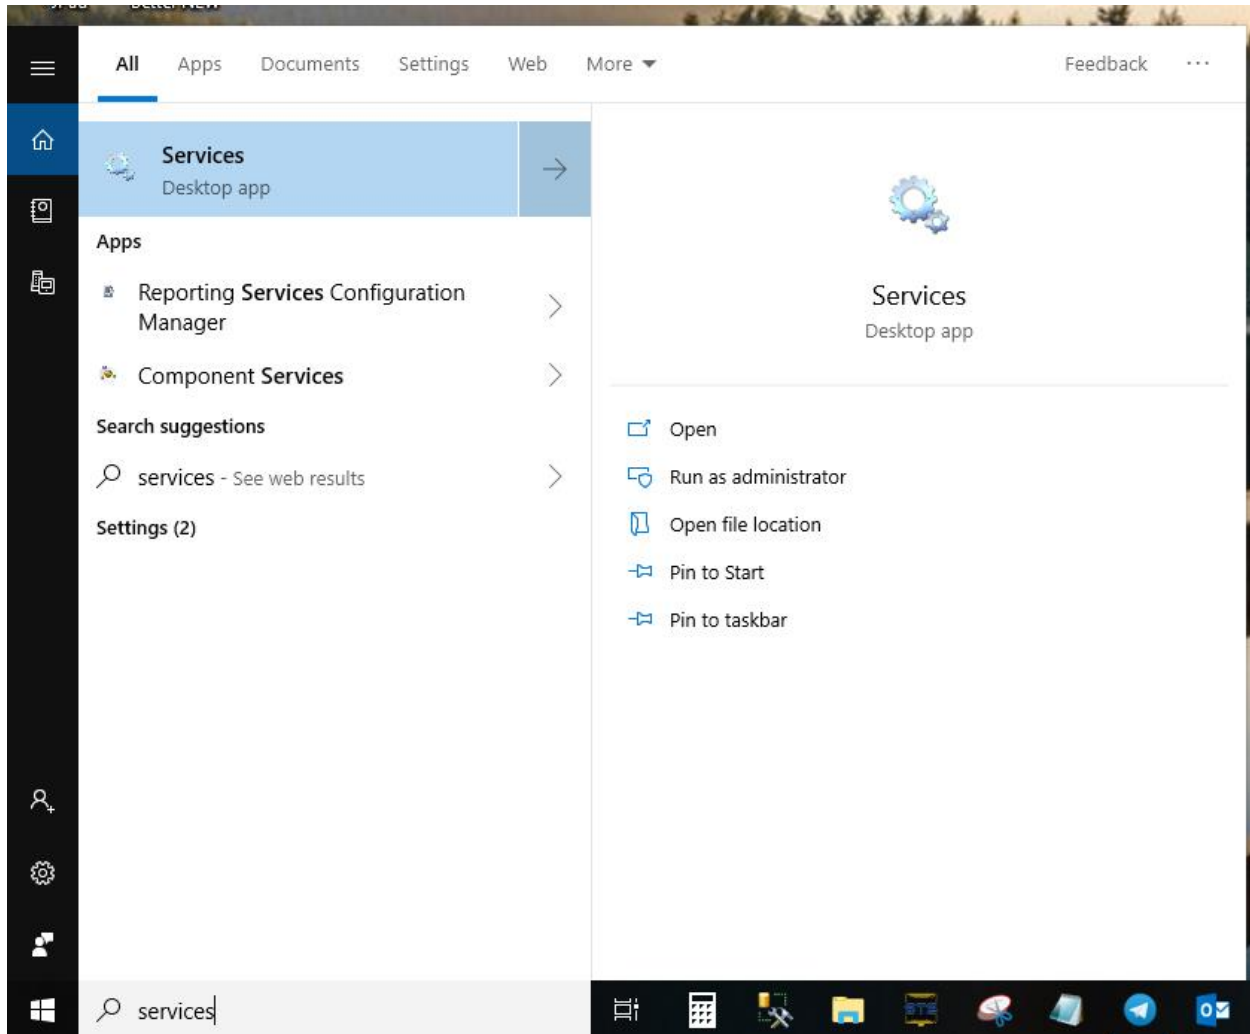 All Apps Documents Settings Web More Feedback ...
Services
Desktop app
Apps
Reporting Services Configuration
Manager
Component Services
Search suggestions
services - See web results
Settings (2)
Services
Desktop app
Open
Run as administrator
Open file location
Pin to Start
Pin to taskbar
services